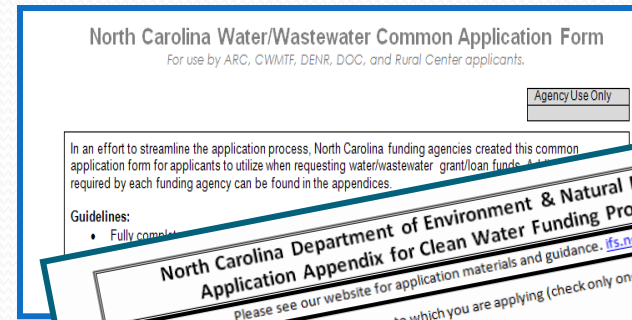 North Carolina Water/Wastewater Common Application Form
For use by ARC, CWMTF, DENR, DOC, and Rural Center applicants.
Agency Use Only
In an effort to streamline the application process, North Carolina funding agencies created this common
application form for applicants to utilize when requesting water/wastewater grant/loan funds.
required by each funding agency can be found in the appendices.
Guidelines:
• Fully
North Carolina Department of Environment & Natural
Application Appendix for Clean Water Funding
Please see our website for application materials and guidance.
which you are applying (check only